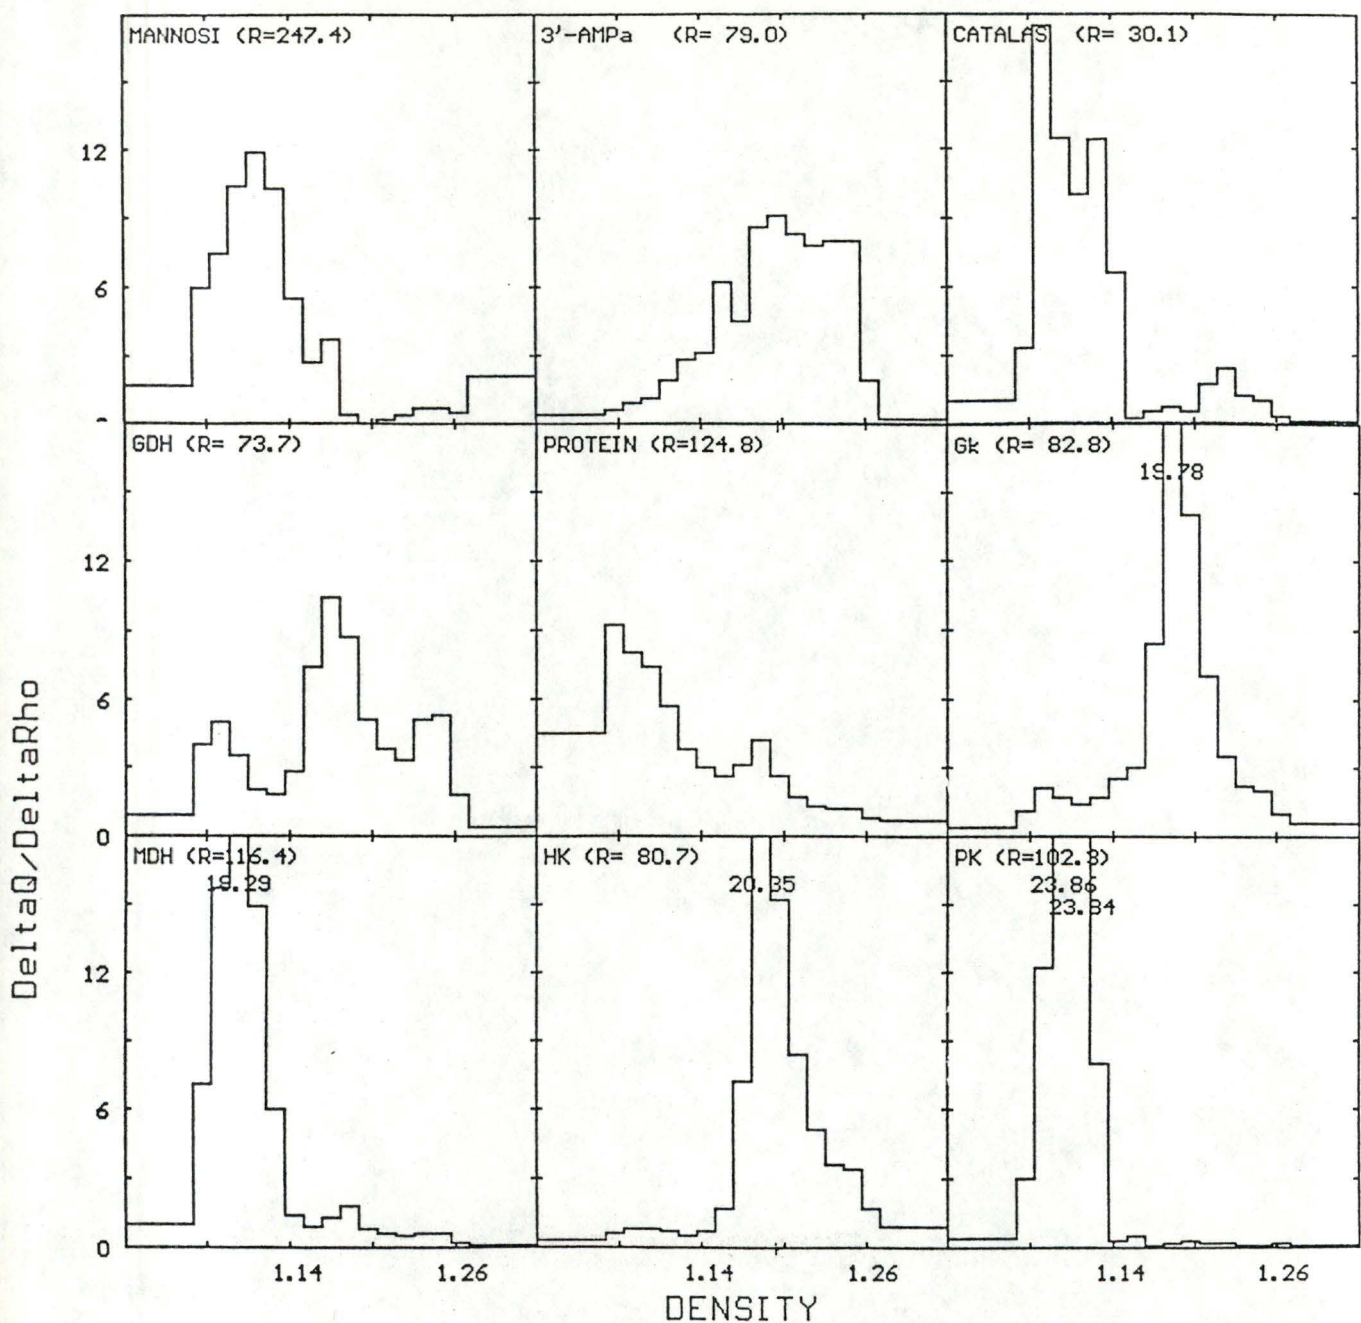 MANNOSI (R=247.4)
3'-AMPa (R= 79.0)
CATALAS (R= 30.1)
12
6
GDH (R= 73.7)
PROTEIN (R=124.8)
Gk (R= 82.8)
19.78
12
6
0
MDH (R=116.4)
19.29
HK (R= 80.7)
20.35
PK (R=102.3)
23.86
23.84
12
6
0
1.14
1.26
1.14
1.26
1.14
1.26
DENSITY
DeltaQ/DeltaRho